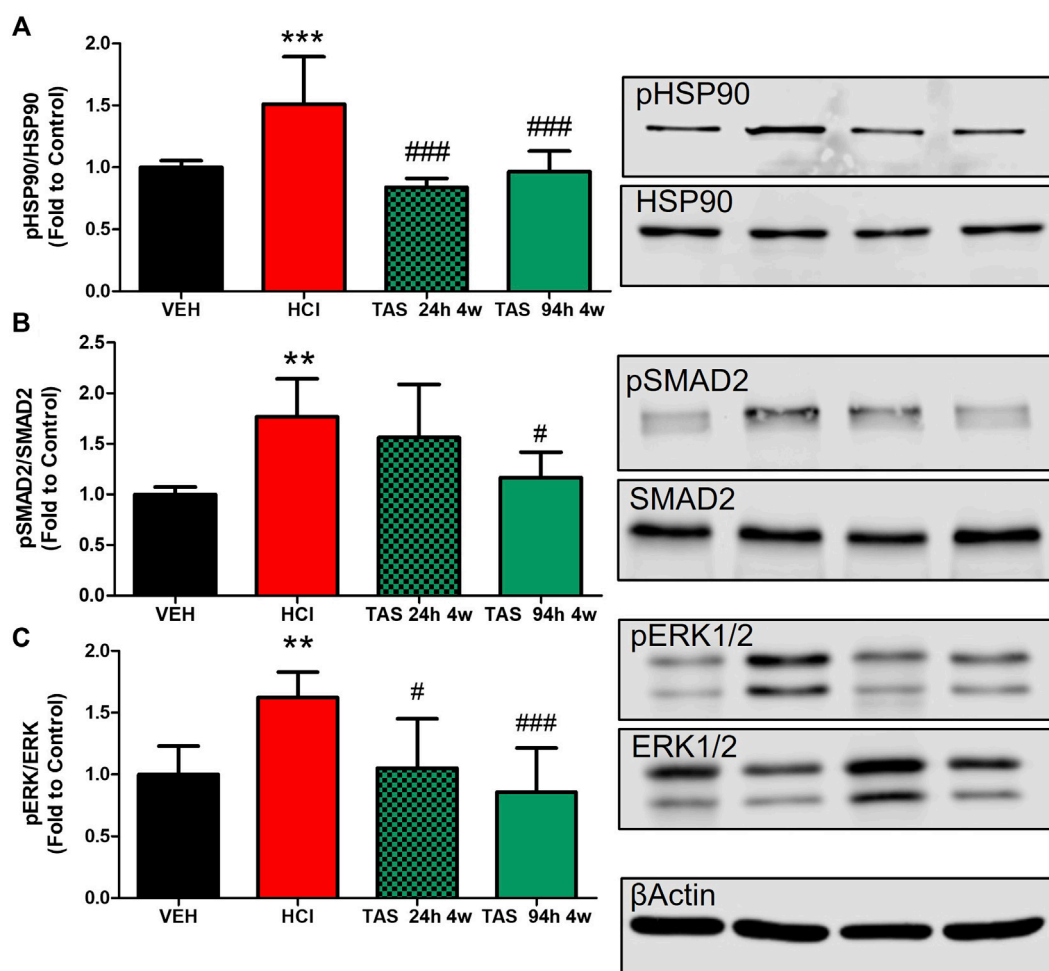 A
pHSP90/HSP90
(Fold to Control)
2.0
1.5
1.0
0.5
0.0
***
###
###
VEH
HCl
TAS 24h 4w
TAS 94h 4w
pHSP90
HSP90
B
pSMAD2/SMAD2
(Fold to Control)
2.5
2.0
1.5
1.0
0.5
0.0
**
#
VEH
HCl
TAS 24h 4w
TAS 94h 4w
pSMAD2
SMAD2
C
pERK/ERK
(Fold to Control)
2.0
1.5
1.0
0.5
0.0
**
#
###
VEH
HCl
TAS 24h 4w
TAS 94h 4w
pERK1/2
ERK1/2
βActin